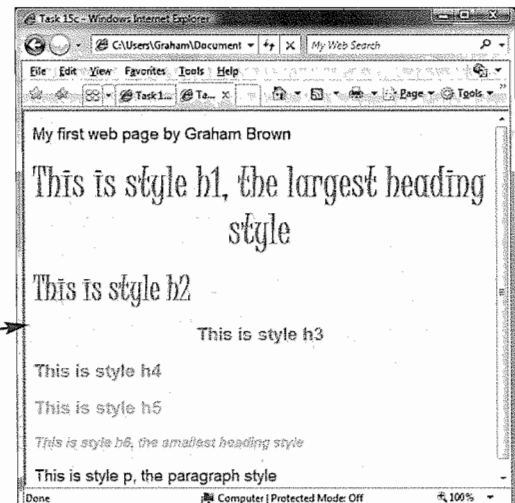 Task 15c - Windows Internet Explorer
C:\Users\Graham\Document
My Web Search
File Edit View Favorites Tools Help
Task 1... Ta... Page Tools
My first web page by Graham Brown
This is style h1, the largest heading
style
This is style h2
This is style h3
This is style h4
This is style h5
This is style h6, the smallest heading style
This is style p, the paragraph style
Done Computer | Protected Mode: Off 100%